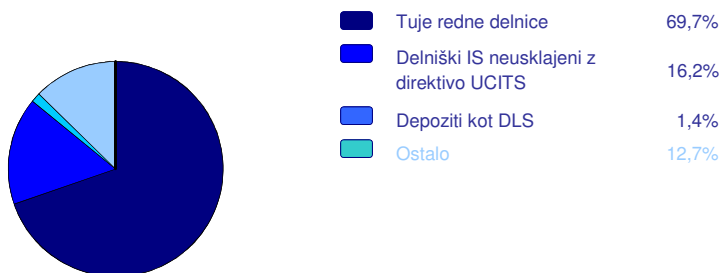 Tuje redne delnice 69,7%
Delniški IS neusklajeni z
direktivo UCITS 16,2%
Depoziti kot DLS 1,4%
Ostalo 12,7%